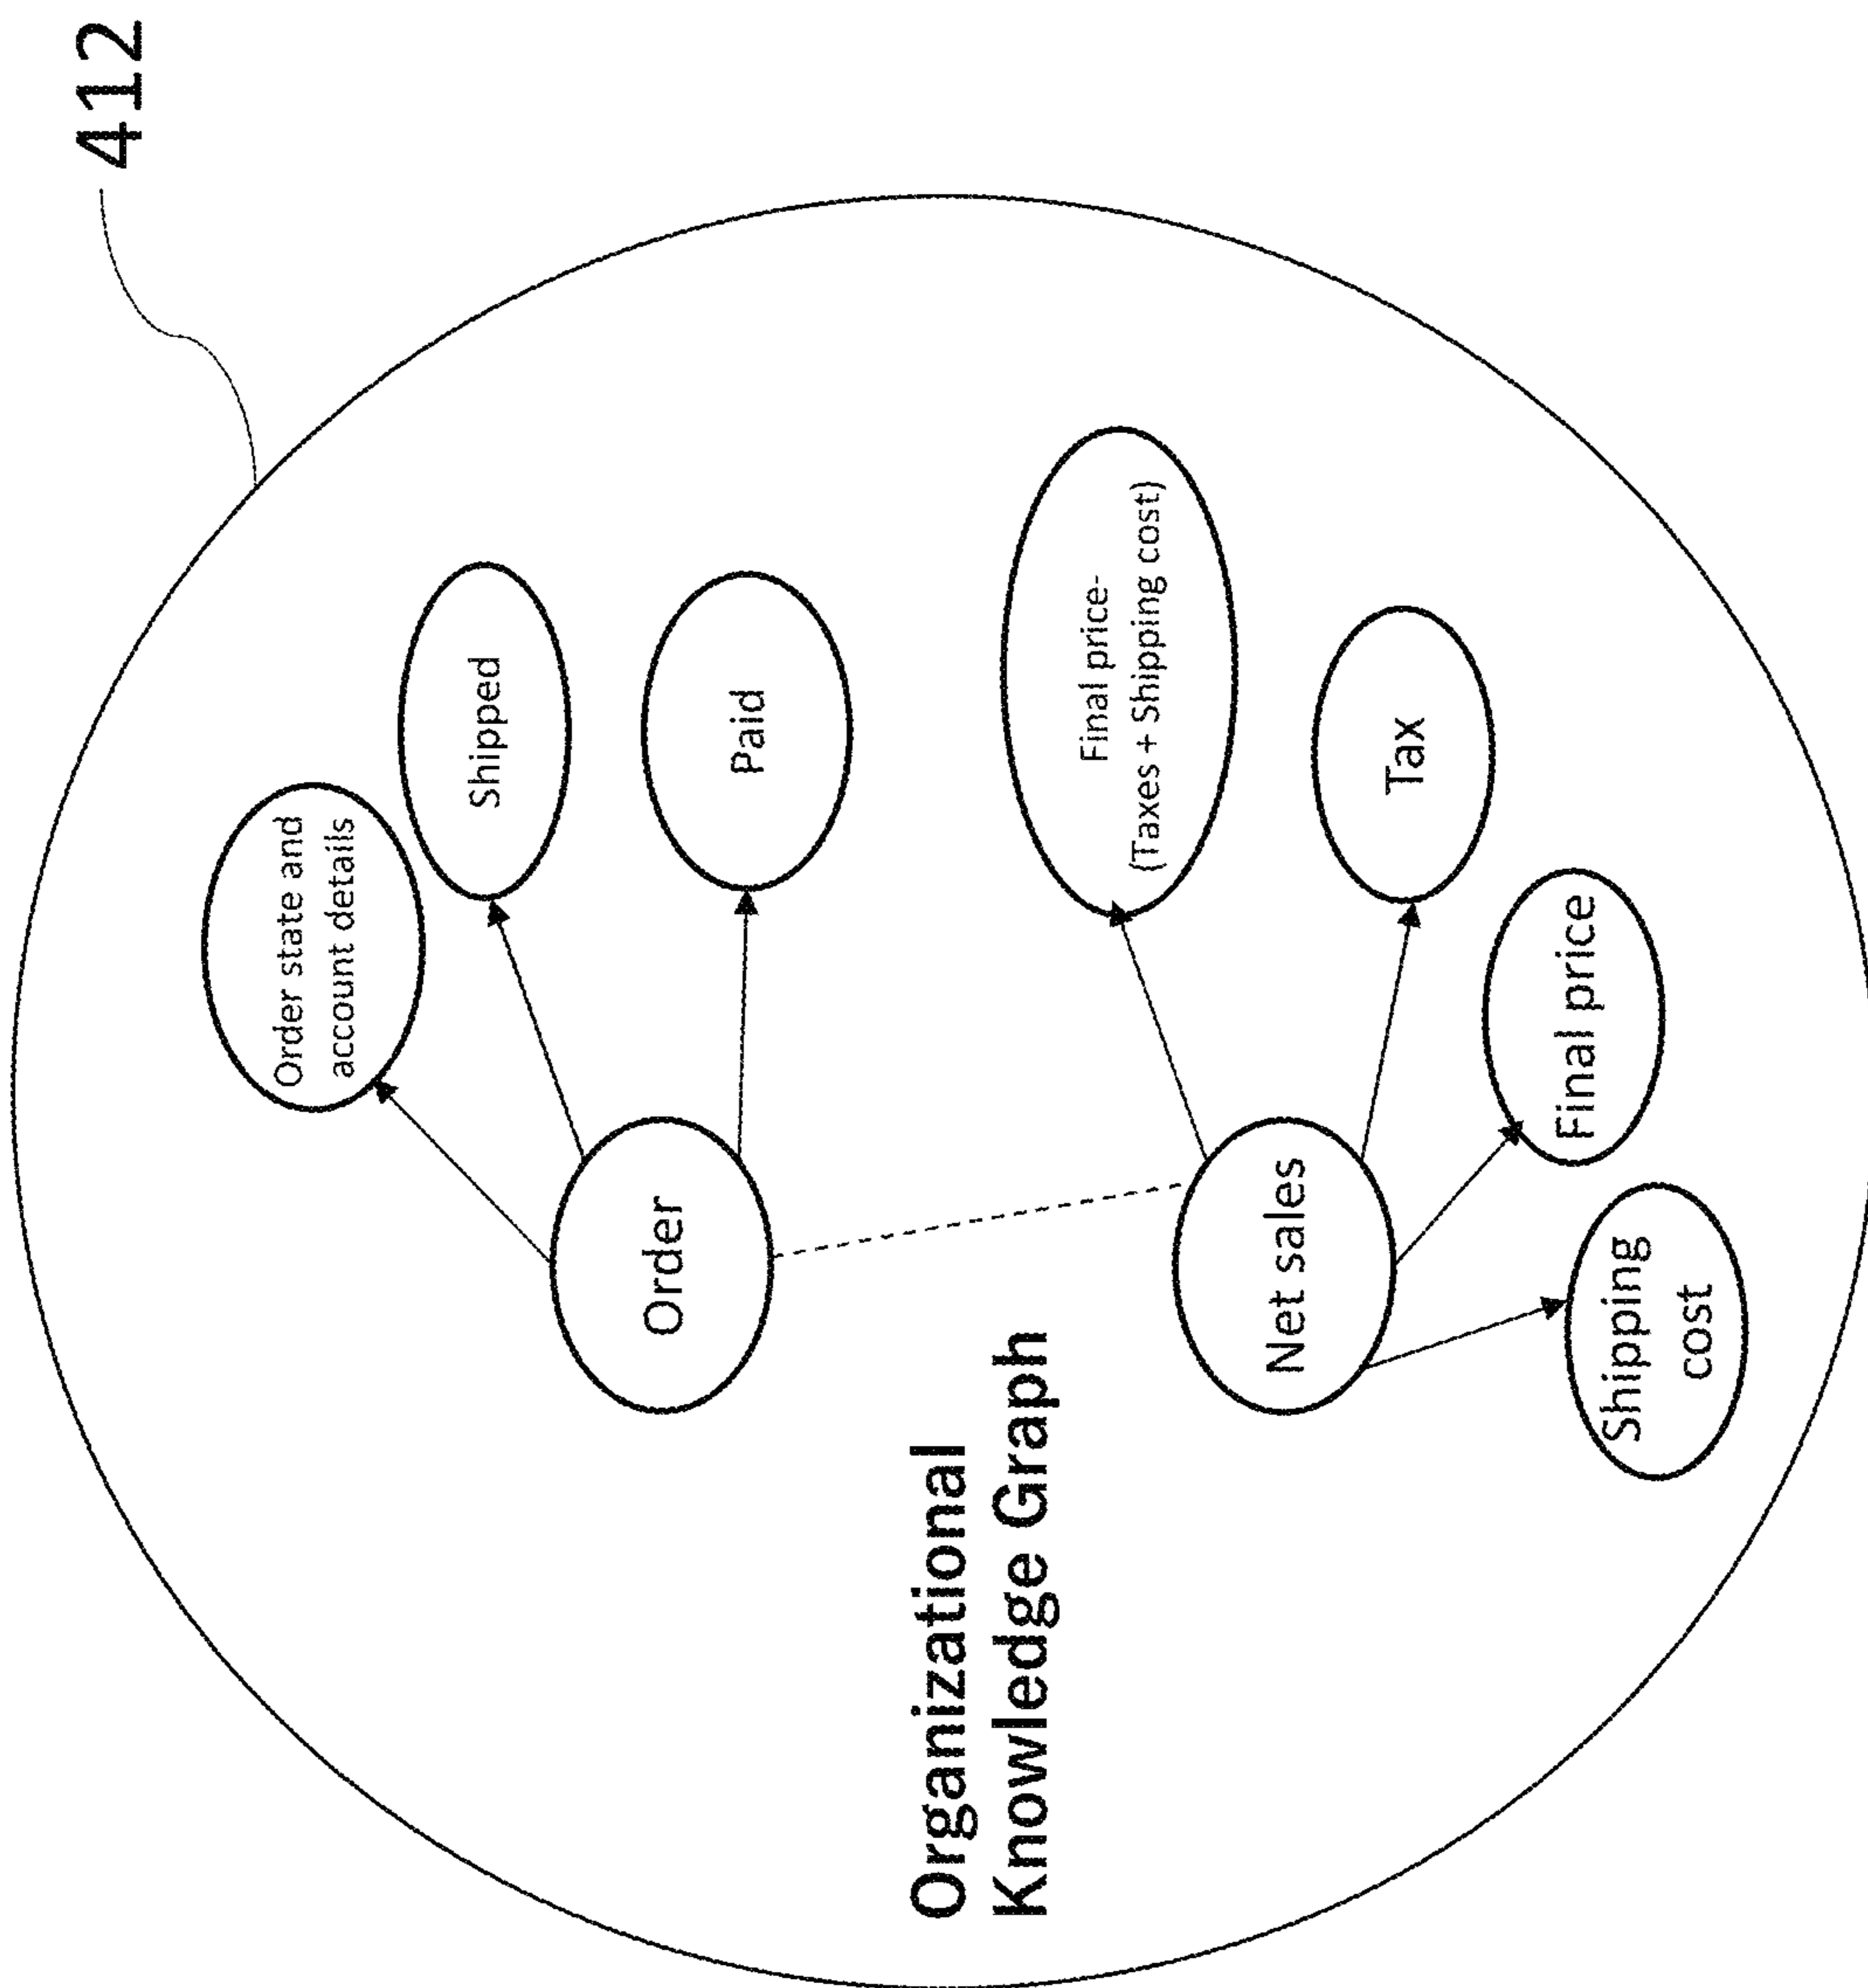 412
Organizational
Knowledge Graph
Order
Order state and
account details
Shipped
Paid
Net sales
Final price-
(Taxes + Shipping cost)
Tax
Final price
Shipping
cost